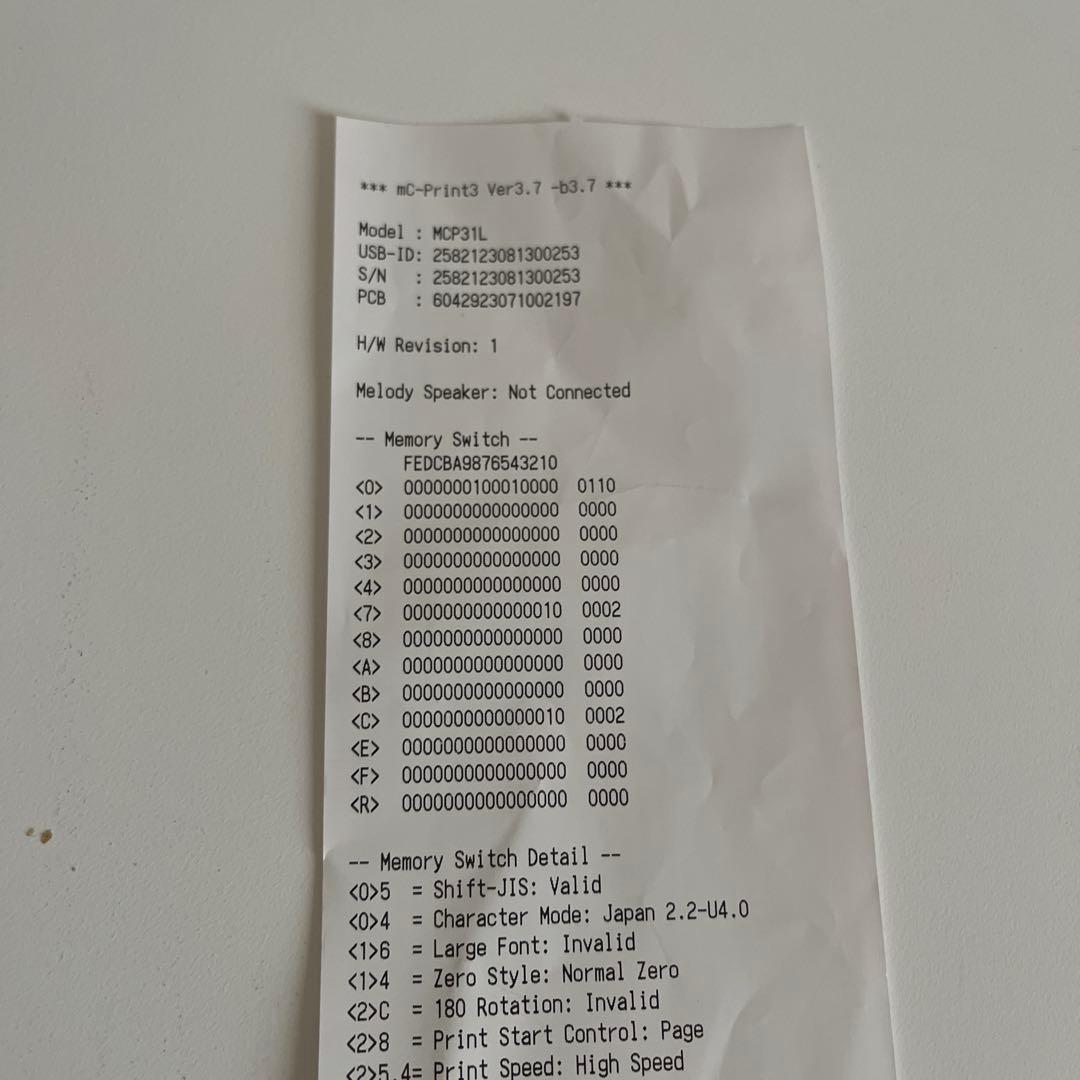 *** mC-Print3 Ver3.7 -b3.7 ***
Model : MCP31L
USB-ID: 2582123081300253
S/N : 2582123081300253
PCB : 6042923071002197
H/W Revision: 1
Melody Speaker: Not Connected
-- Memory Switch --
FEDCBA9876543210
<0> 0000000100010000 0110
<1> 0000000000000000 0000
<2> 0000000000000000 0000
<3> 0000000000000000 0000
<4> 0000000000000000 0000
<7> 0000000000000010 0002
<8> 0000000000000000 0000
<A> 0000000000000000 0000
<B> 0000000000000000 0000
<C> 0000000000000010 0002
<E> 0000000000000000 0000
<F> 0000000000000000 0000
<R> 0000000000000000 0000
-- Memory Switch Detail --
<0>5 = Shift-JIS: Valid
<0>4 = Character Mode: Japan 2.2-U4.0
<1>6 = Large Font: Invalid
<1>4 = Zero Style: Normal Zero
<2>C = 180 Rotation: Invalid
<2>8 = Print Start Control: Page
<2>5,4= Print Speed: High Speed